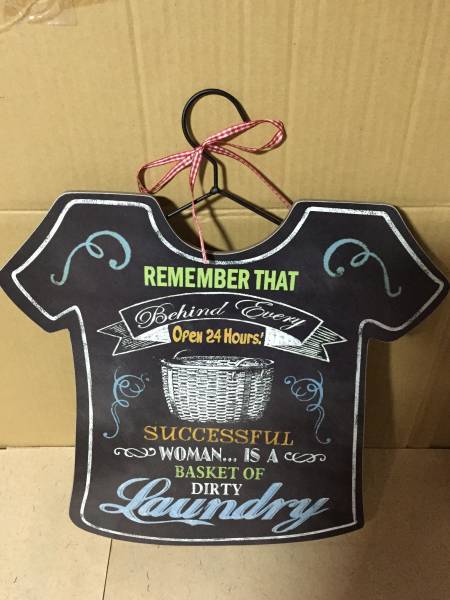 REMEMBER THAT
Behind Every
Open 24 Hours!
SUCCESSFUL
WOMAN... IS A
BASKET OF
DIRTY
Laundry